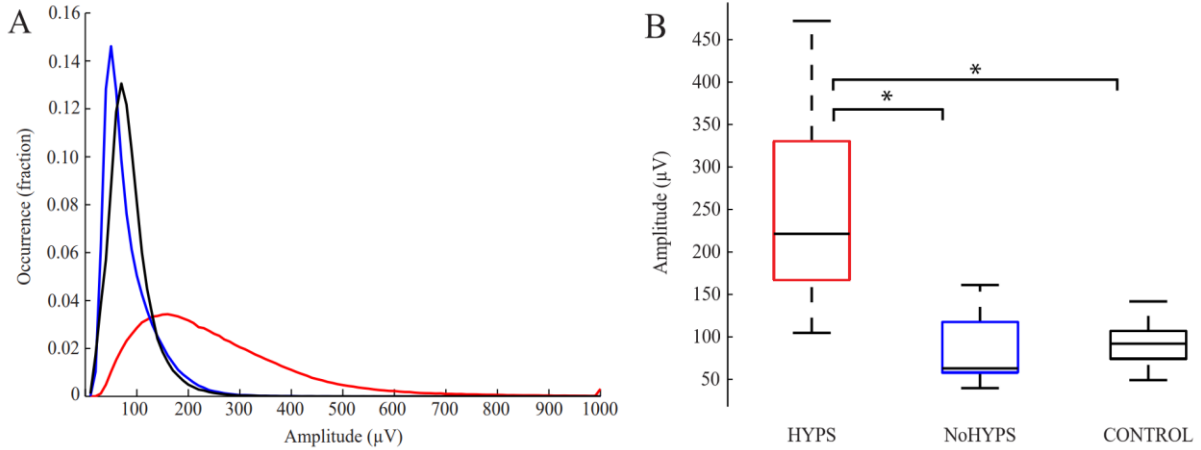 A
0.16
0.14
0.12
0.10
0.08
0.06
0.04
0.02
0
Occurrence (fraction)
100 200 300 400 500 600 700 800 900 1000
Amplitude (µV)
B
450
400
350
300
250
200
150
100
50
Amplitude (µV)
*
*
HYPS NoHYPS CONTROL